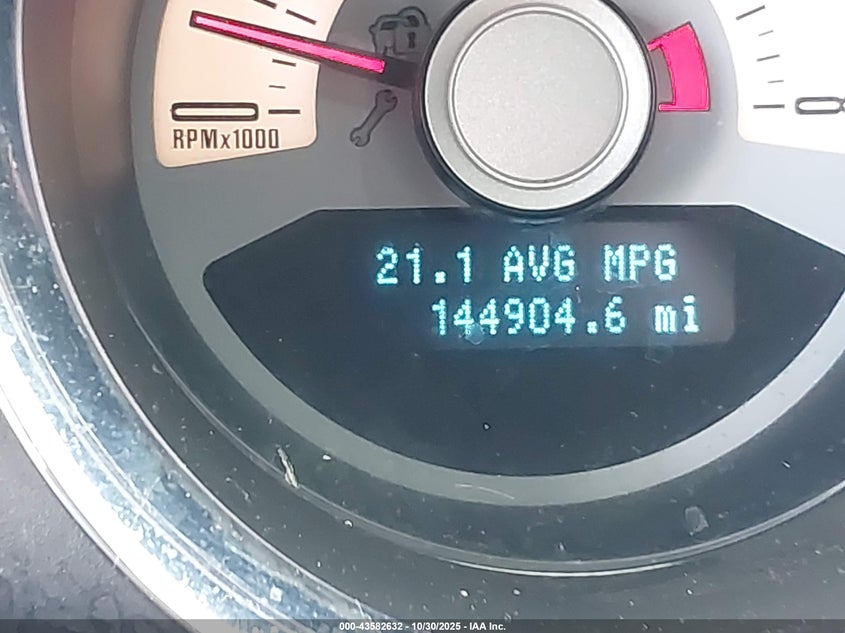 RPMx1000
21.1 AVG MPG
144904.6 mi
000-43582632 - 10/30/2025 - IAA Inc.